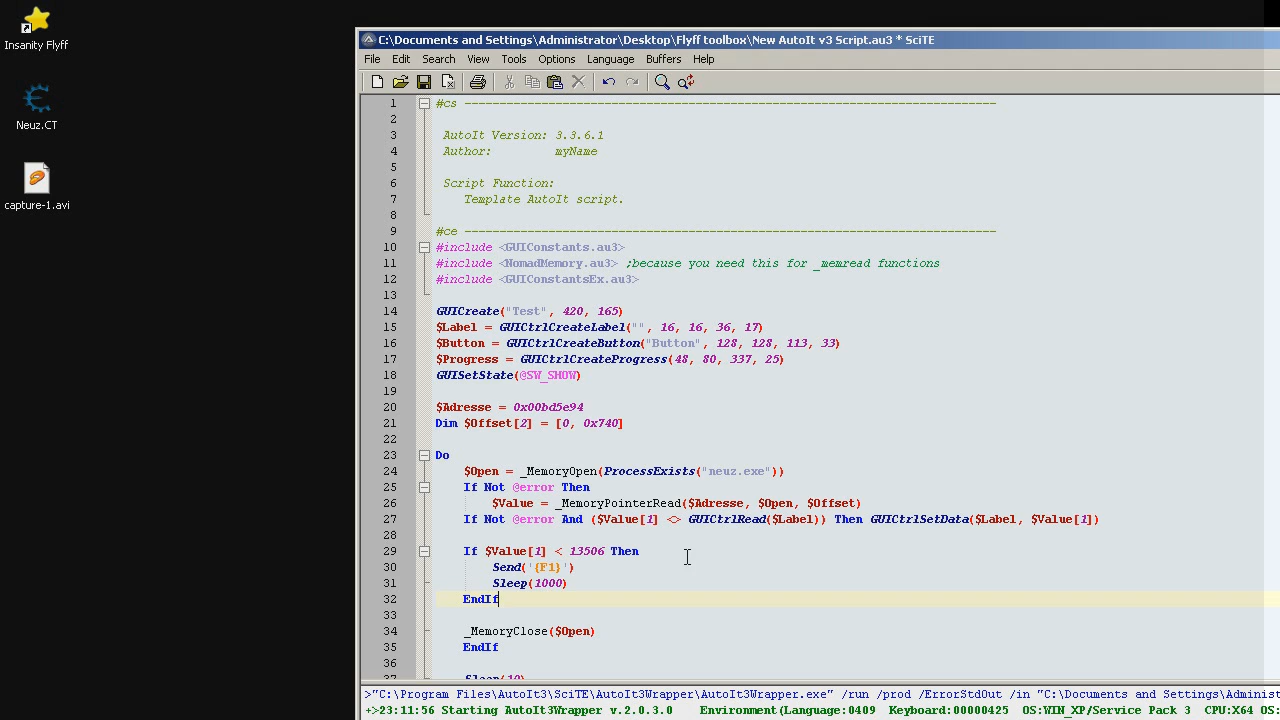 Insanity Flyff
Neuz.CT
capture-1.avi
C:\Documents and Settings\Administrator\Desktop\Flyff toolbox\New AutoIt v3 Script.au3 * SciTE
File Edit Search View Tools Options Language Buffers Help
1 #cs ----------------------------------------------------------------------------
2
3 AutoIt Version: 3.3.6.1
4 Author: myName
5
6 Script Function:
7 Template AutoIt script.
8
9 #ce ----------------------------------------------------------------------------
10 #include <GUIConstants.au3>
11 #include <NomadMemory.au3> ;because you need this for _memread functions
12 #include <GUIConstantsEx.au3>
13
14 GUICreate("Test", 420, 165)
15 $Label = GUICtrlCreateLabel("", 16, 16, 36, 17)
16 $Button = GUICtrlCreateButton("Button", 128, 128, 113, 33)
17 $Progress = GUICtrlCreateProgress(48, 80, 337, 25)
18 GUISetState(@SW_SHOW)
19
20 $Adresse = 0x00bd5e94
21 Dim $Offset[2] = [0, 0x740]
22
23 Do
24 $Open = _MemoryOpen(ProcessExists("neuz.exe"))
25 If Not @error Then
26 $Value = _MemoryPointerRead($Adresse, $Open, $Offset)
27 If Not @error And ($Value[1] <> GUICtrlRead($Label)) Then GUICtrlSetData($Label, $Value[1])
28
29 If $Value[1] < 13506 Then
30 Send('{F1}')
31 Sleep(1000)
32 EndIf
33
34 _MemoryClose($Open)
35 EndIf
36
37 Sleep(10)
>"C:\Program Files\AutoIt3\SciTE\AutoIt3Wrapper\AutoIt3Wrapper.exe" /run /prod /ErrorStdOut /in "C:\Documents and Settings\Administ
+>23:11:56 Starting AutoIt3Wrapper v.2.0.3.0 Environment(Language:0409 Keyboard:00000425 OS:WIN_XP/Service Pack 3 CPU:X64 OS: